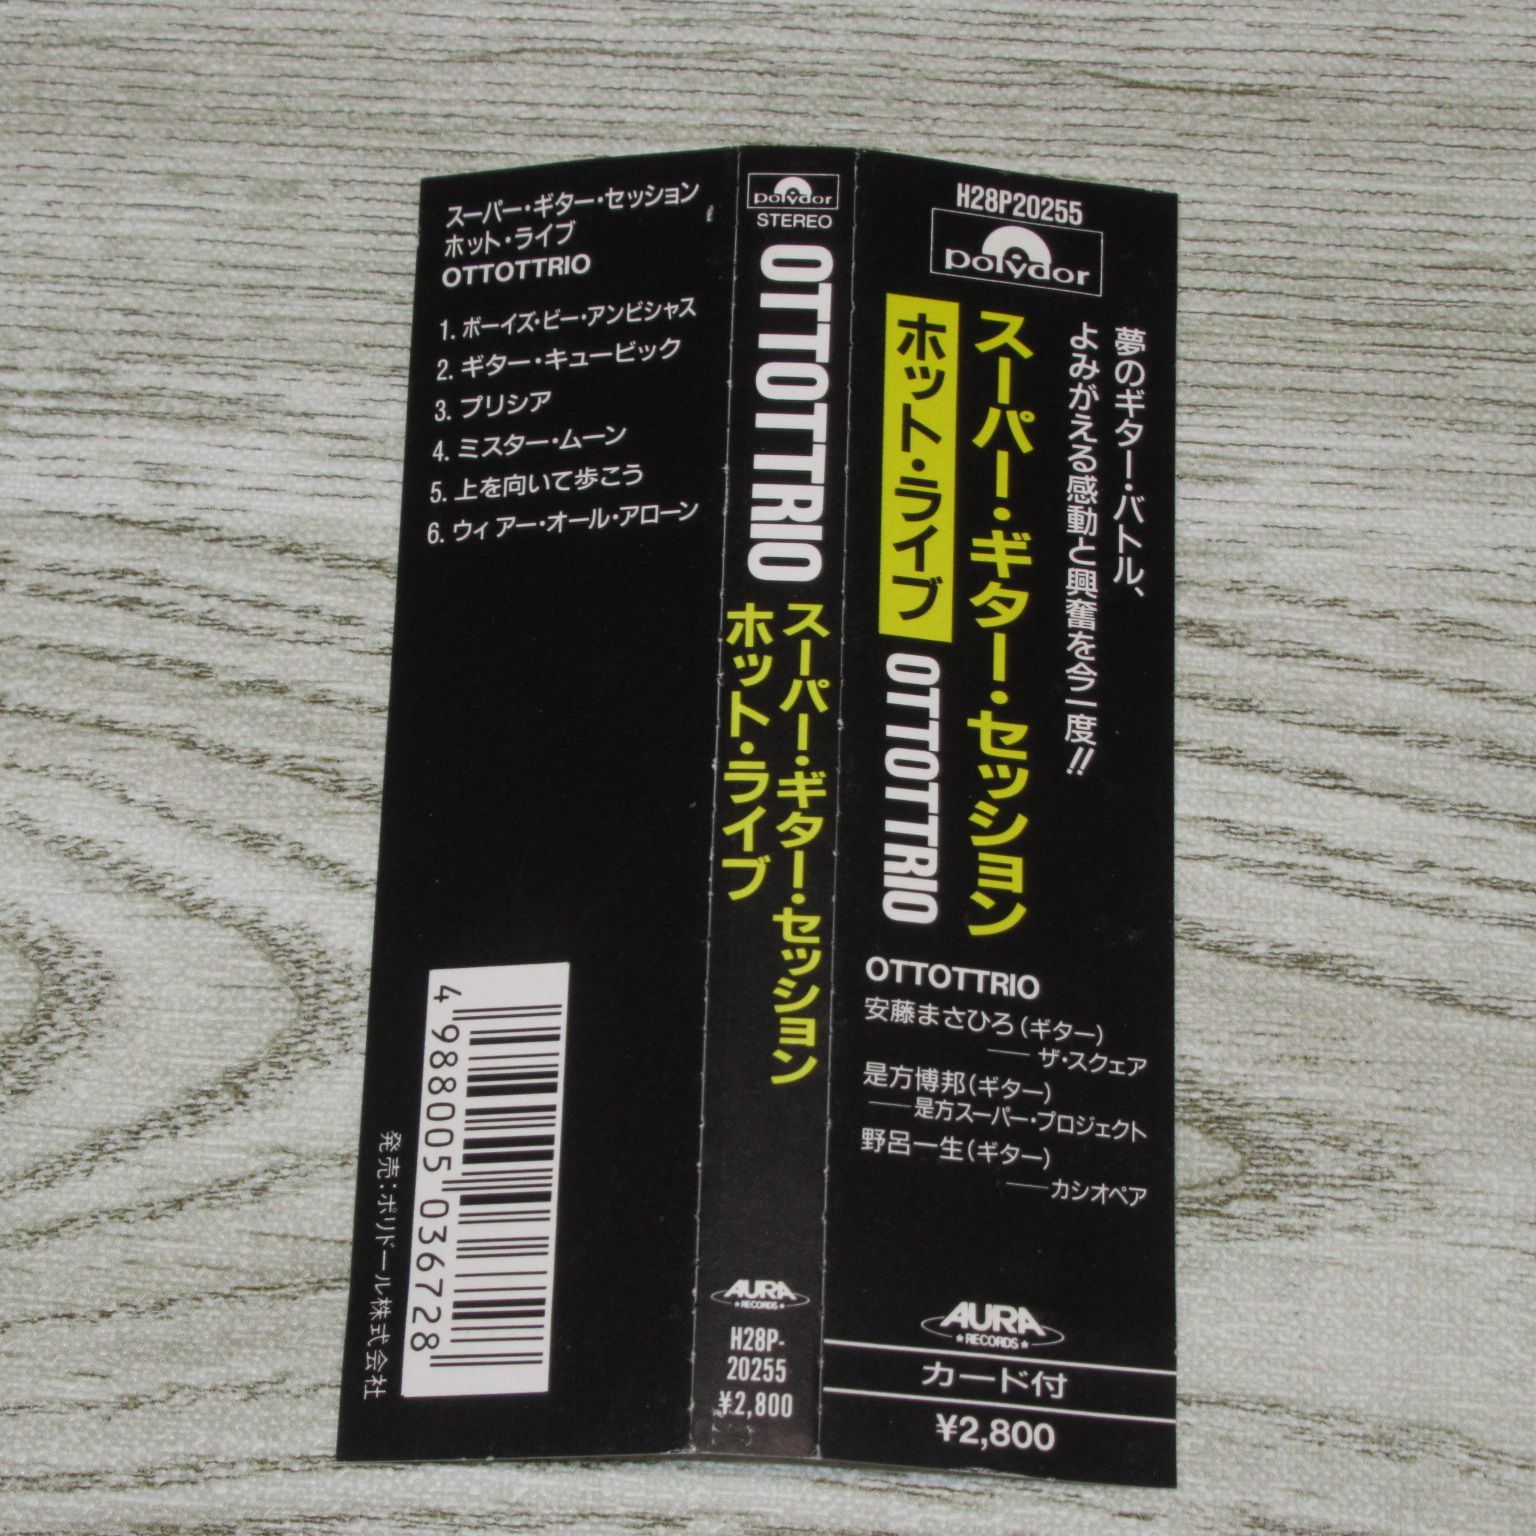 スーパー・ギター・セッション
ホット・ライブ
OTTOTTRIO
1. ボーイズ・ビー・アンビシャス
2. ギター・キュービック
3. プリシア
4. ミスター・ムーン
5. 上を向いて歩こう
6. ウィアー・オール・アローン
4 988005 036728
発売:ポリドール株式会社
polydor
STEREO
OTTOTTRIO
スーパー・ギター・セッション
ホット・ライブ
AURA
RECORDS
H28P-
20255
¥2,800
H28P20255
polydor
夢のギター・バトル、
よみがえる感動と興奮を今一度!!
スーパー・ギター・セッション
ホット・ライブ
OTTOTTRIO
OTTOTTRIO
安藤まさひろ(ギター)
── ザ・スクェア
是方博邦(ギター)
──是方スーパー・プロジェクト
野呂一生(ギター)
──カシオペア
AURA
RECORDS
カード付
¥2,800